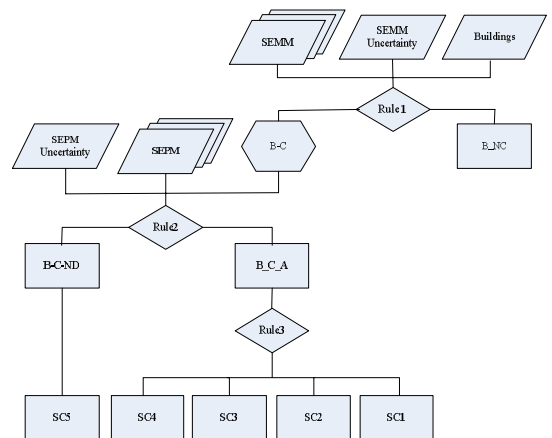 SEMM
SEMM
Uncertainty
Buildings
Rule1
SEPM
Uncertainty
SEPM
B-C
B_NC
Rule2
B-C-ND
B_C_A
Rule3
SC5
SC4
SC3
SC2
SC1